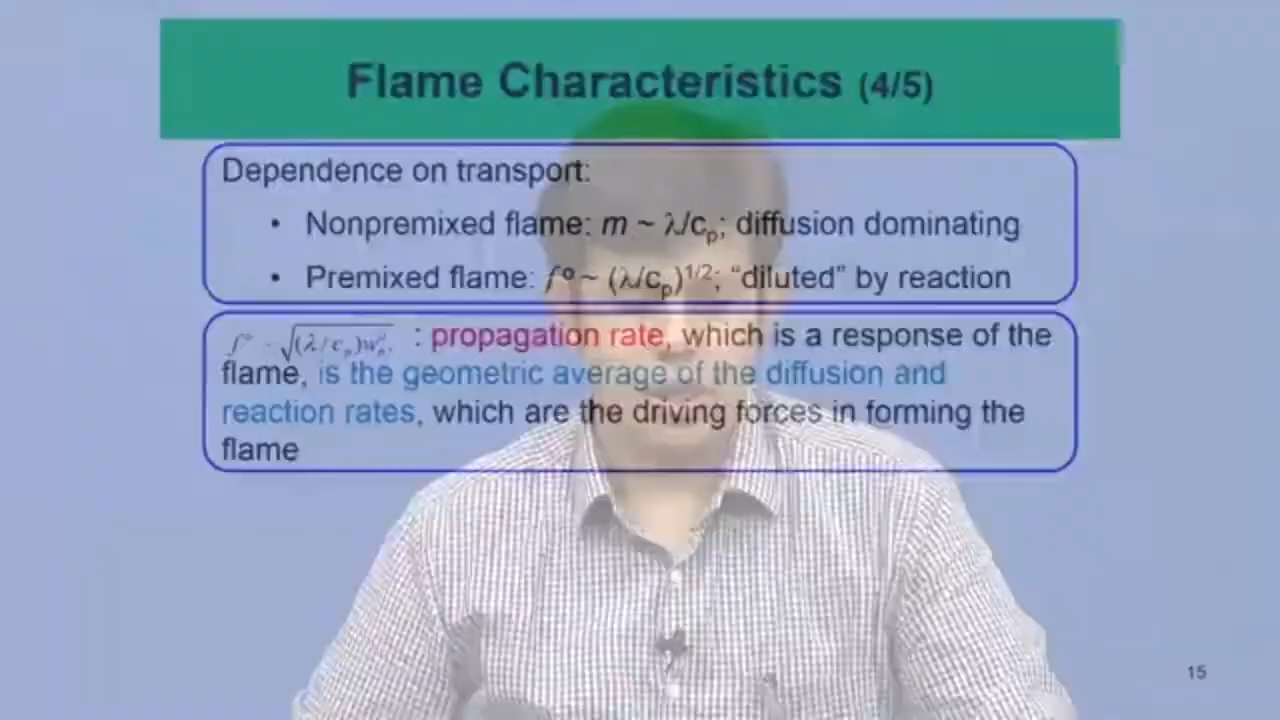 Flame Characteristics (4/5)
Dependence on transport:
• Nonpremixed flame: m ~ λ/cp; diffusion dominating
• Premixed flame: f° ~ (λ/cp)^1/2; “diluted” by reaction
: propagation rate, which is a response of the
flame, is the geometric average of the diffusion and
reaction rates, which are the driving forces in forming the
flame
15